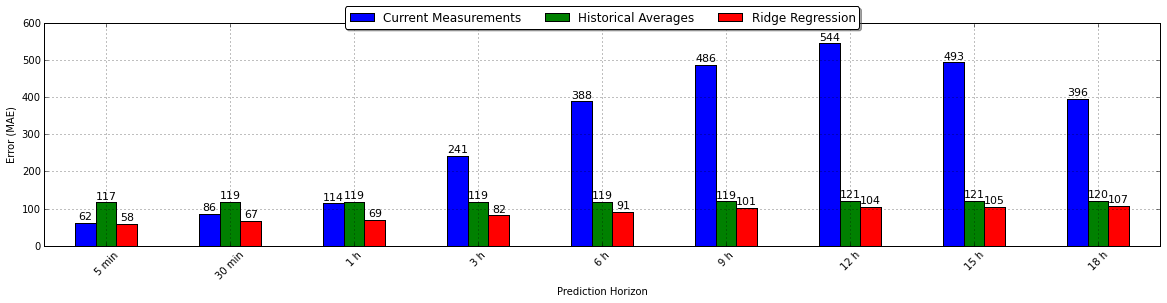 Current Measurements Historical Averages Ridge Regression
600
500
400
300
200
100
0
Error (MAE)
62 117 58
86 119 67
114 119 69
241 119 82
388 119 91
486 119 101
544 121 104
493 121 105
396 120 107
5 min 30 min 1 h 3 h 6 h 9 h 12 h 15 h 18 h
Prediction Horizon